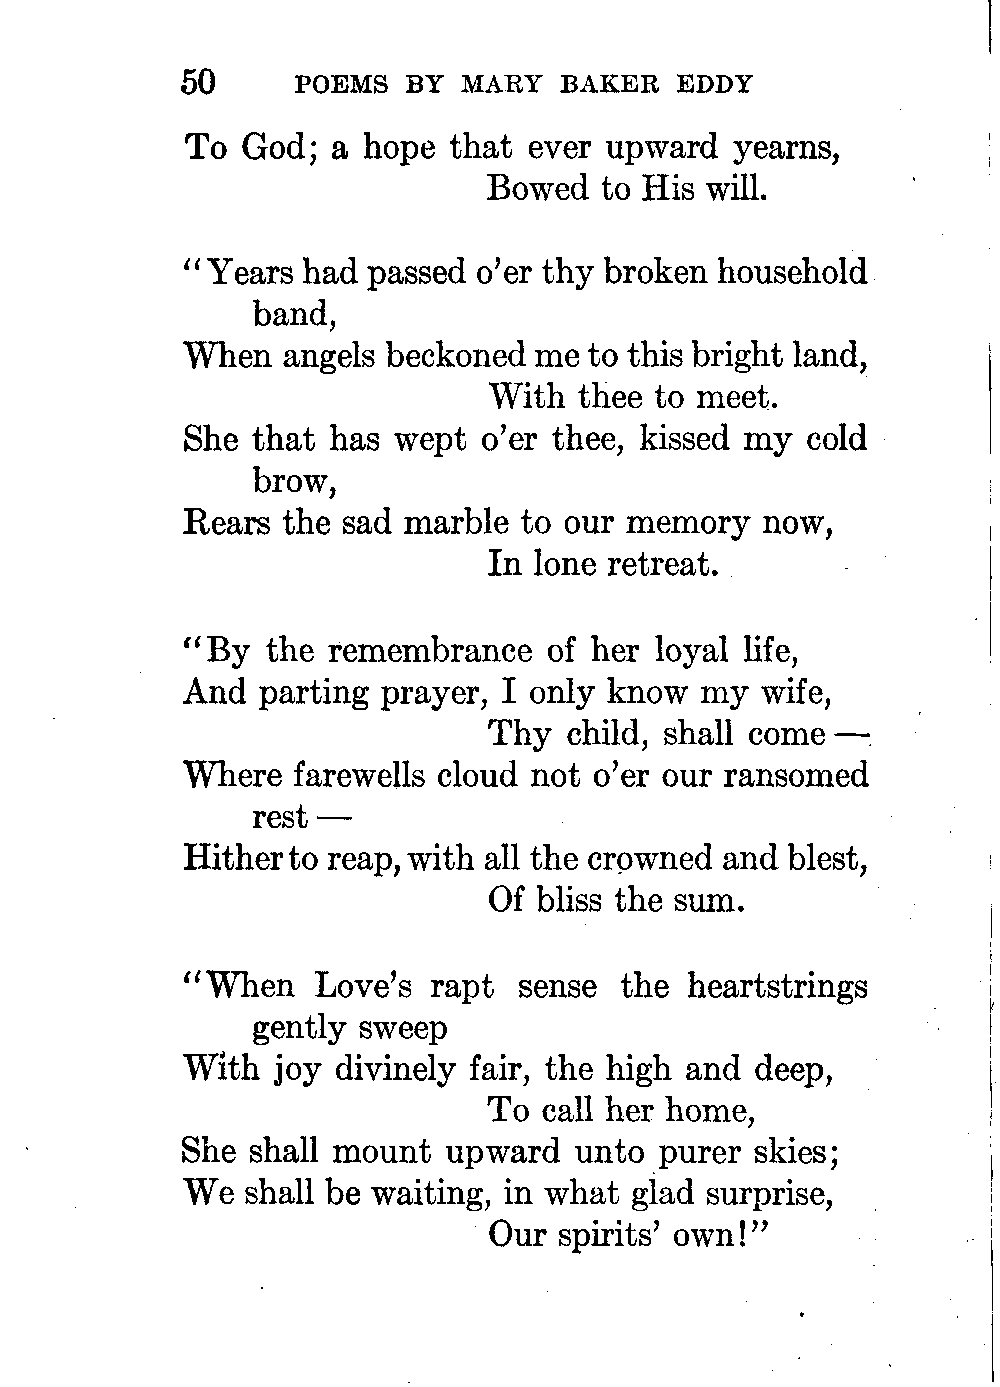 50 POEMS BY MARY BAKER EDDY
To God; a hope that ever upward yearns,
Bowed to His will.
“Years had passed o’er thy broken household
band,
When angels beckoned me to this bright land,
With thee to meet.
She that has wept o’er thee, kissed my cold
brow,
Rears the sad marble to our memory now,
In lone retreat.
“By the remembrance of her loyal life,
And parting prayer, I only know my wife,
Thy child, shall come —
Where farewells cloud not o’er our ransomed
rest —
Hither to reap, with all the crowned and blest,
Of bliss the sum.
“When Love’s rapt sense the heartstrings
gently sweep
With joy divinely fair, the high and deep,
To call her home,
She shall mount upward unto purer skies;
We shall be waiting, in what glad surprise,
Our spirits’ own!”